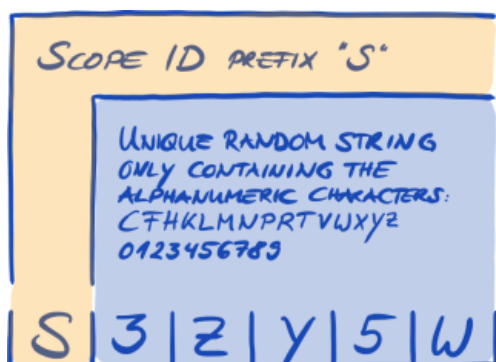 SCOPE ID PREFIX "S"
UNIQUE RANDOM STRING
ONLY CONTAINING THE
ALPHANUMERIC CHARACTERS:
CFHKLMNPRTVWXYZ
0123456789
S|3|Z|Y|5|W|